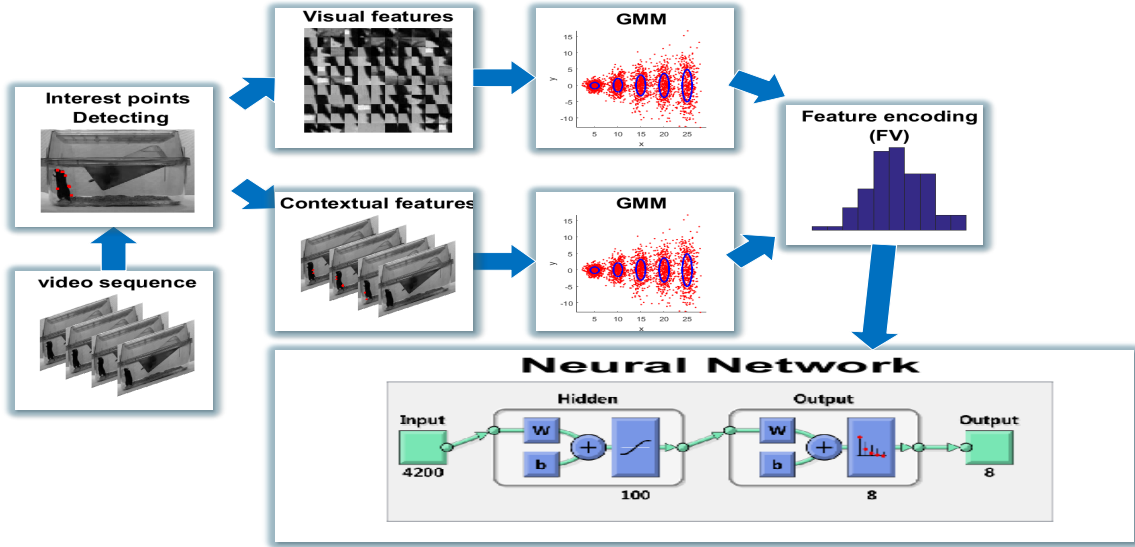 Visual features
GMM
15
10
5
0
-5
-10
y
5 10 15 20 25
x
Interest points
Detecting
Feature encoding
(FV)
Contextual features
GMM
15
10
5
0
-5
-10
y
5 10 15 20 25
x
video sequence
Neural Network
Hidden
Output
Input
W
b
+
W
b
+
Output
4200
100
8
8